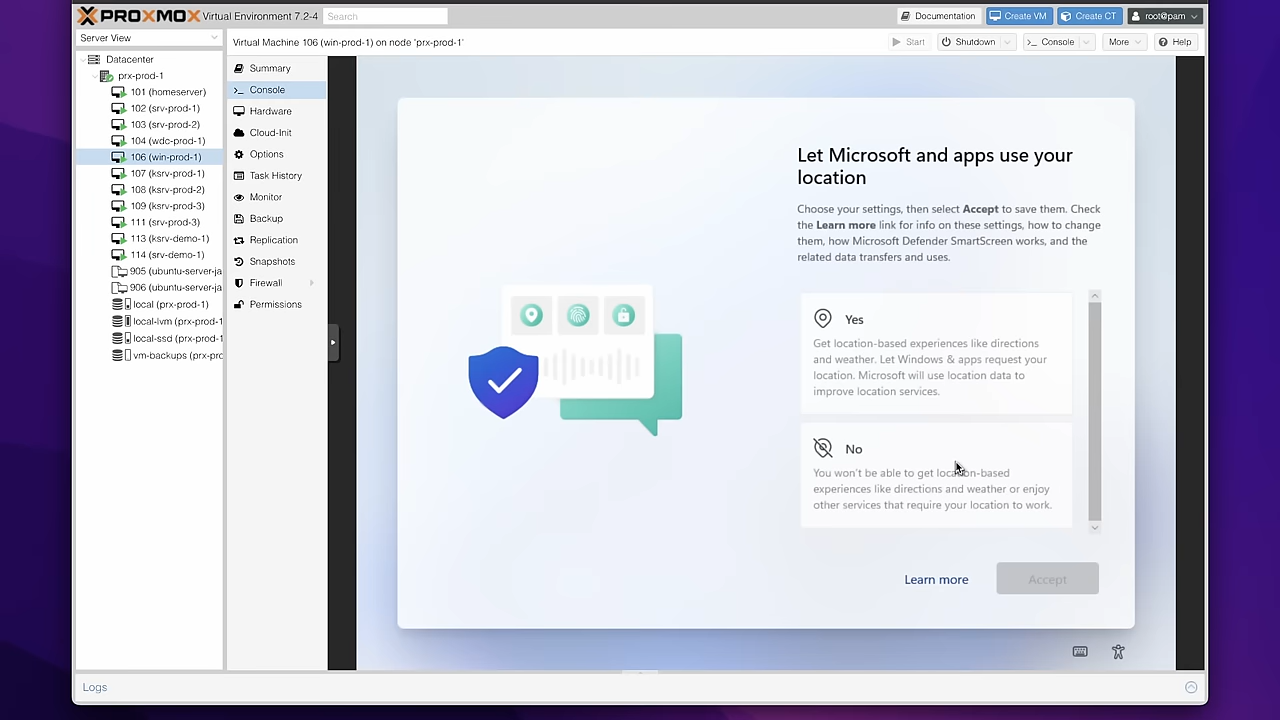 PROXMOX Virtual Environment 7.2-4 Search Documentation Create VM Create CT root@pam
Server View
Virtual Machine 106 (win-prod-1) on node 'prx-prod-1' Start Shutdown Console More Help
Datacenter
prx-prod-1
101 (homeserver)
102 (srv-prod-1)
103 (srv-prod-2)
104 (wdc-prod-1)
106 (win-prod-1)
107 (ksrv-prod-1)
108 (ksrv-prod-2)
109 (ksrv-prod-3)
111 (srv-prod-3)
113 (ksrv-demo-1)
114 (srv-demo-1)
905 (ubuntu-server-ja
906 (ubuntu-server-ja
local (prx-prod-1)
local-lvm (prx-prod-1
local-ssd (prx-prod-1
vm-backups (prx-pro
Summary
Console
Hardware
Cloud-Init
Options
Task History
Monitor
Backup
Replication
Snapshots
Firewall
Permissions
Let Microsoft and apps use your
location
Choose your settings, then select Accept to save them. Check
the Learn more link for info on these settings, how to change
them, how Microsoft Defender SmartScreen works, and the
related data transfers and uses.
Yes
Get location-based experiences like directions
and weather. Let Windows & apps request your
location. Microsoft will use location data to
improve location services.
No
You won't be able to get location-based
experiences like directions and weather or enjoy
other services that require your location to work.
Learn more Accept
Logs